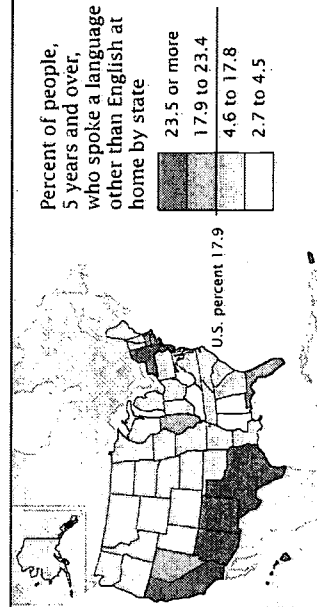 Percent of people,
5 years and over,
who spoke a language
other than English at
home by state
23.5 or more
17.9 to 23.4
4.6 to 17.8
2.7 to 4.5
U.S. percent 17.9